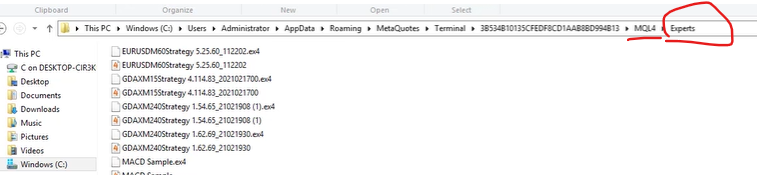 Clipboard Organize New Open Select
This PC Windows (C:) Users Administrator AppData Roaming MetaQuotes Terminal 3B534B10135CFEDF8CD1AAB8BD994B13 MQL4 Experts
This PC
C on DESKTOP-CIR3K
Desktop
Documents
Downloads
Music
Pictures
Videos
Windows (C:)
EURUSDM60Strategy 5.25.60_112202.ex4
EURUSDM60Strategy 5.25.60_112202
GDAXM15Strategy 4.114.83_2021021700.ex4
GDAXM15Strategy 4.114.83_2021021700
GDAXM240Strategy 1.54.65_21021908 (1).ex4
GDAXM240Strategy 1.54.65_21021908 (1)
GDAXM240Strategy 1.62.69_21021930.ex4
GDAXM240Strategy 1.62.69_21021930
MACD Sample.ex4
MACD Sample